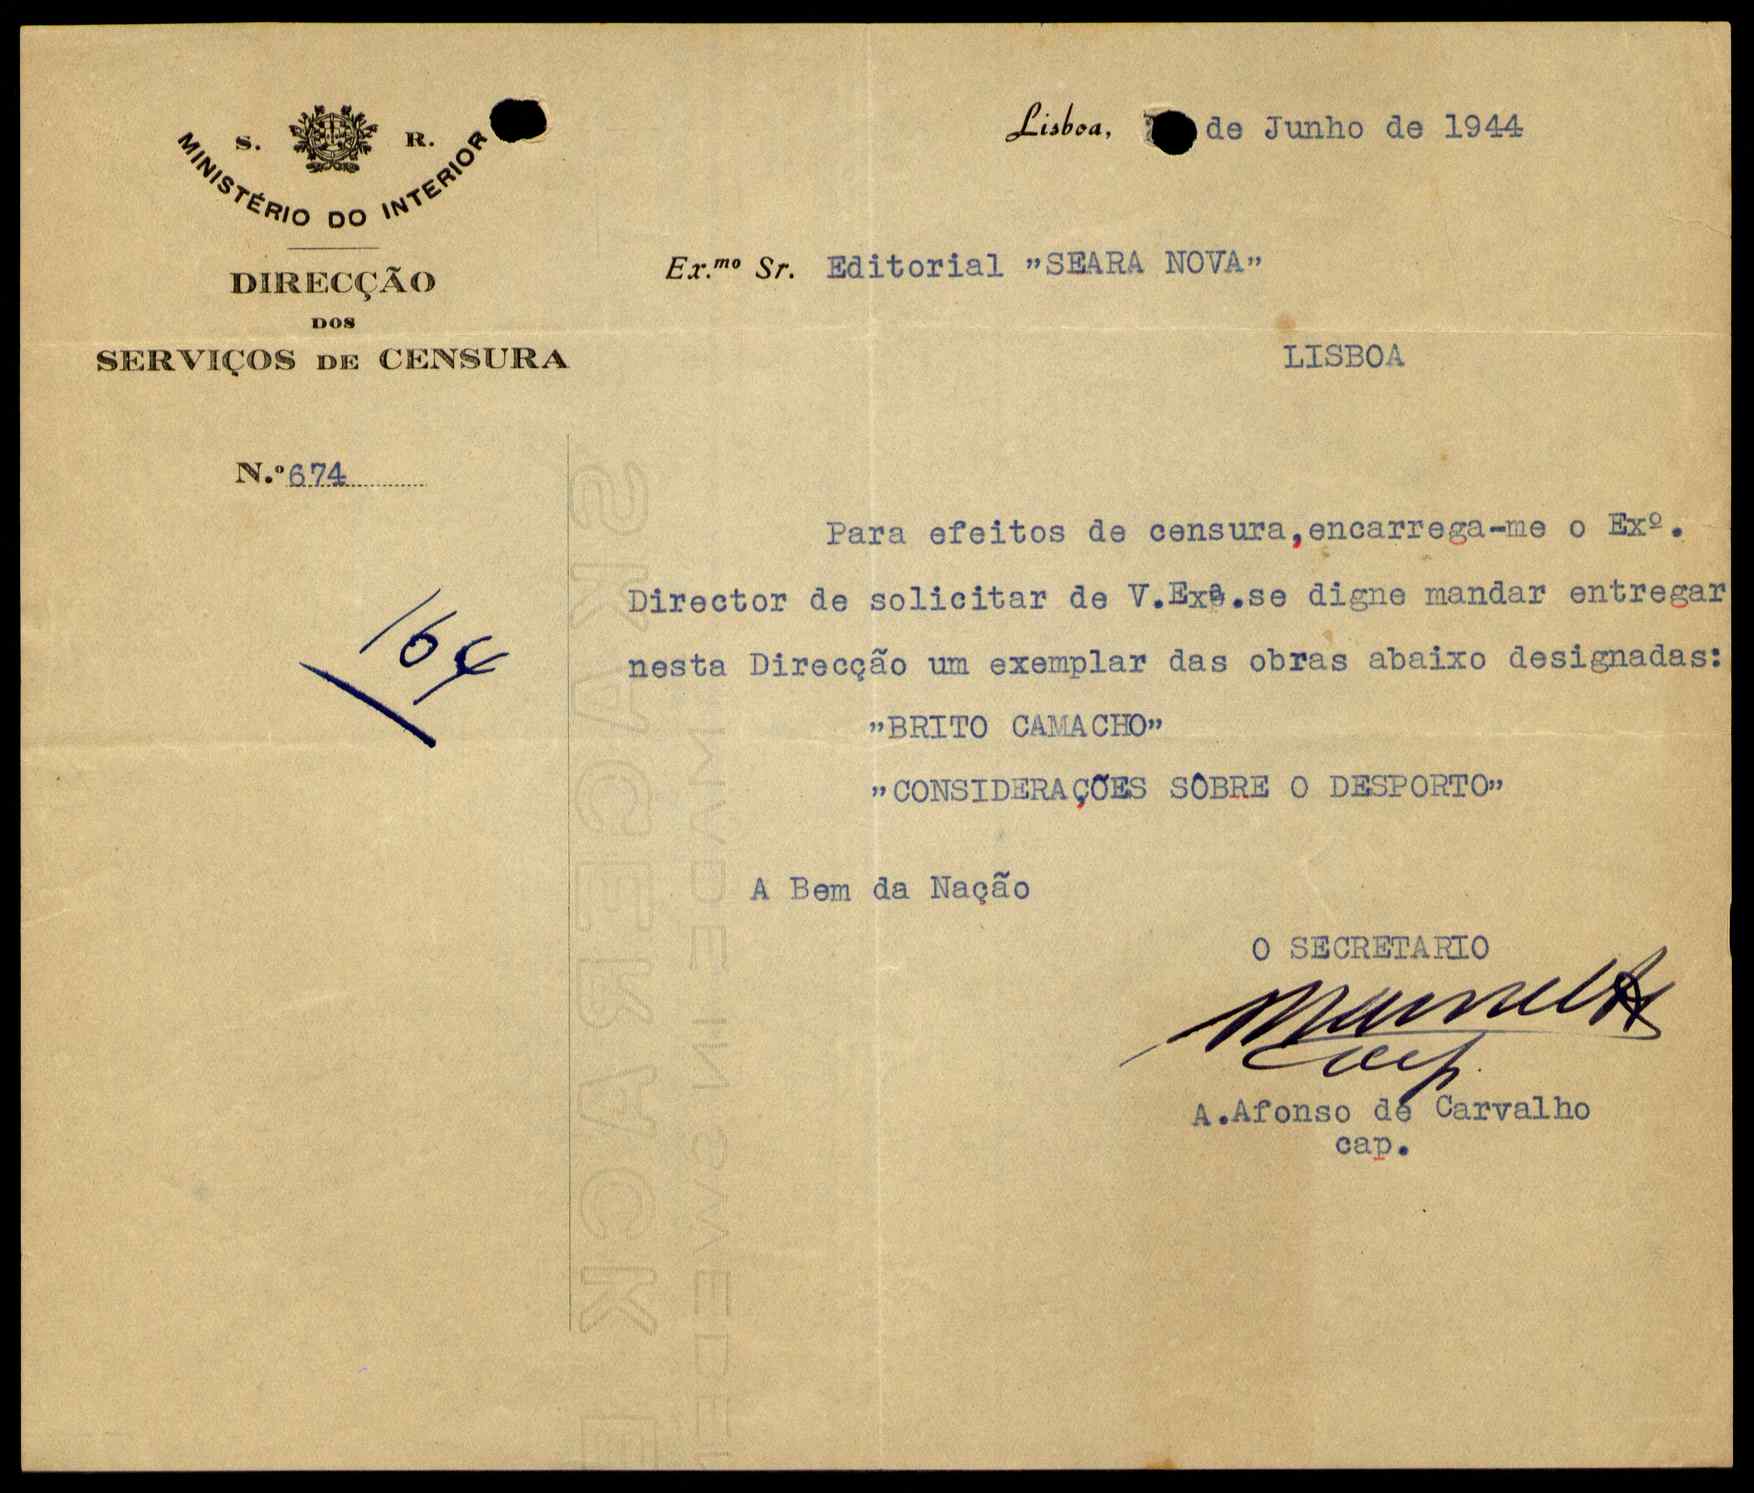 S. R.
MINISTÉRIO DO INTERIOR
DIRECÇÃO
DOS
SERVIÇOS DE CENSURA
N.º 674
164
Lisboa, de Junho de 1944
Ex.mo Sr. Editorial "SEARA NOVA"
LISBOA
Para efeitos de censura,encarrega-me o Exº.
Director de solicitar de V.Exª.se digne mandar entregar
nesta Direcção um exemplar das obras abaixo designadas:
"BRITO CAMACHO"
"CONSIDERAÇÕES SÔBRE O DESPORTO"
A Bem da Nação
O SECRETARIO
A.Afonso de Carvalho
cap.